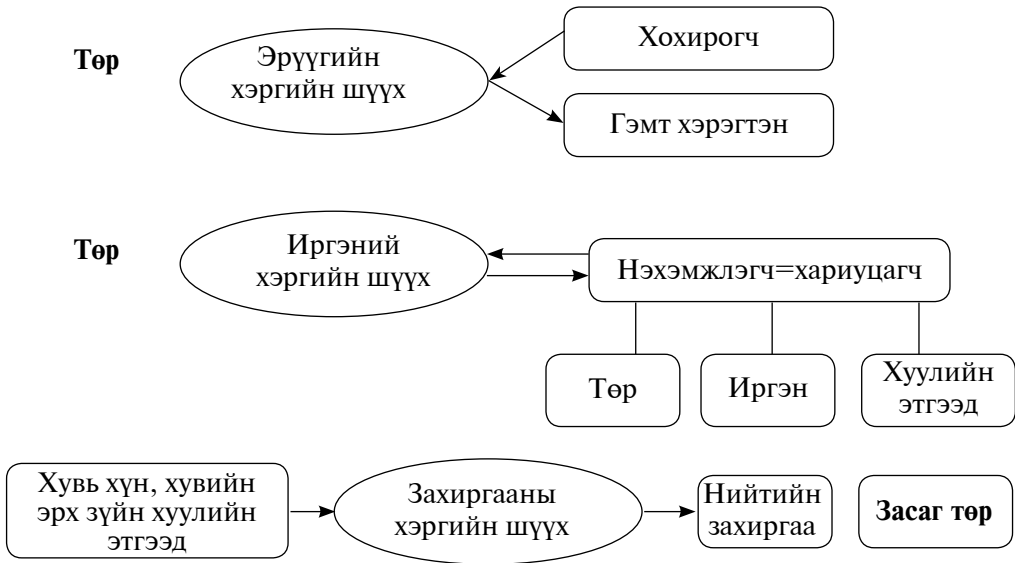 Төр
Эрүүгийн
хэргийн шүүх
Хохирогч
Гэмт хэрэгтэн
Төр
Иргэний
хэргийн шүүх
Нэхэмжлэгч=хариуцагч
Төр
Иргэн
Хуулийн
этгээд
Хувь хүн, хувийн
эрх зүйн хуулийн
этгээд
Захиргааны
хэргийн шүүх
Нийтийн
захиргаа
Засаг төр